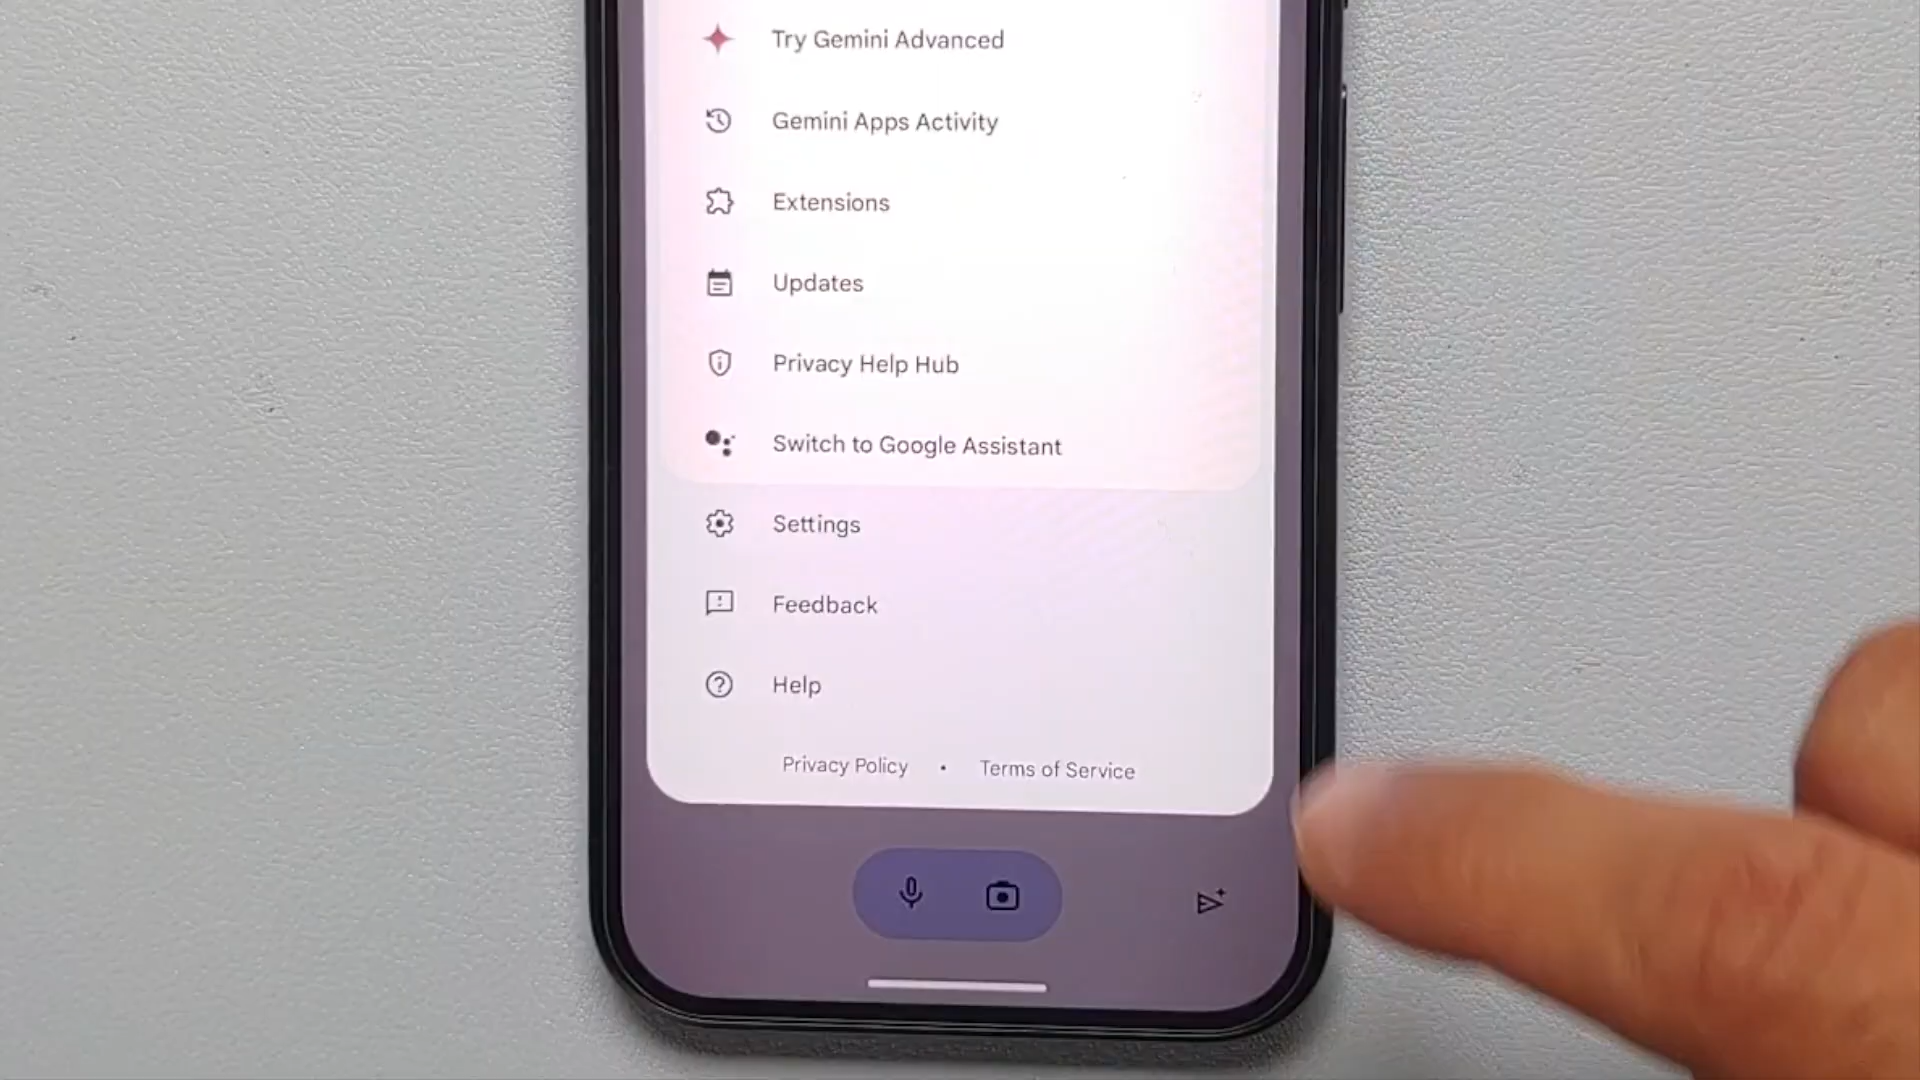 Try Gemini Advanced
Gemini Apps Activity
Extensions
Updates
Privacy Help Hub
Switch to Google Assistant
Settings
Feedback
Help
Privacy Policy • Terms of Service